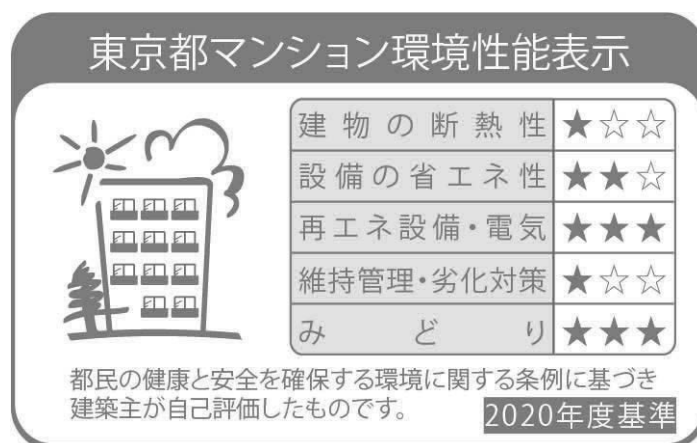 東京都マンション環境性能表示
建物の断熱性 ★☆☆
設備の省エネ性 ★★☆
再エネ設備・電気 ★★★
維持管理・劣化対策 ★☆☆
みどり ★★★
都民の健康と安全を確保する環境に関する条例に基づき
建築主が自己評価したものです。
2020年度基準